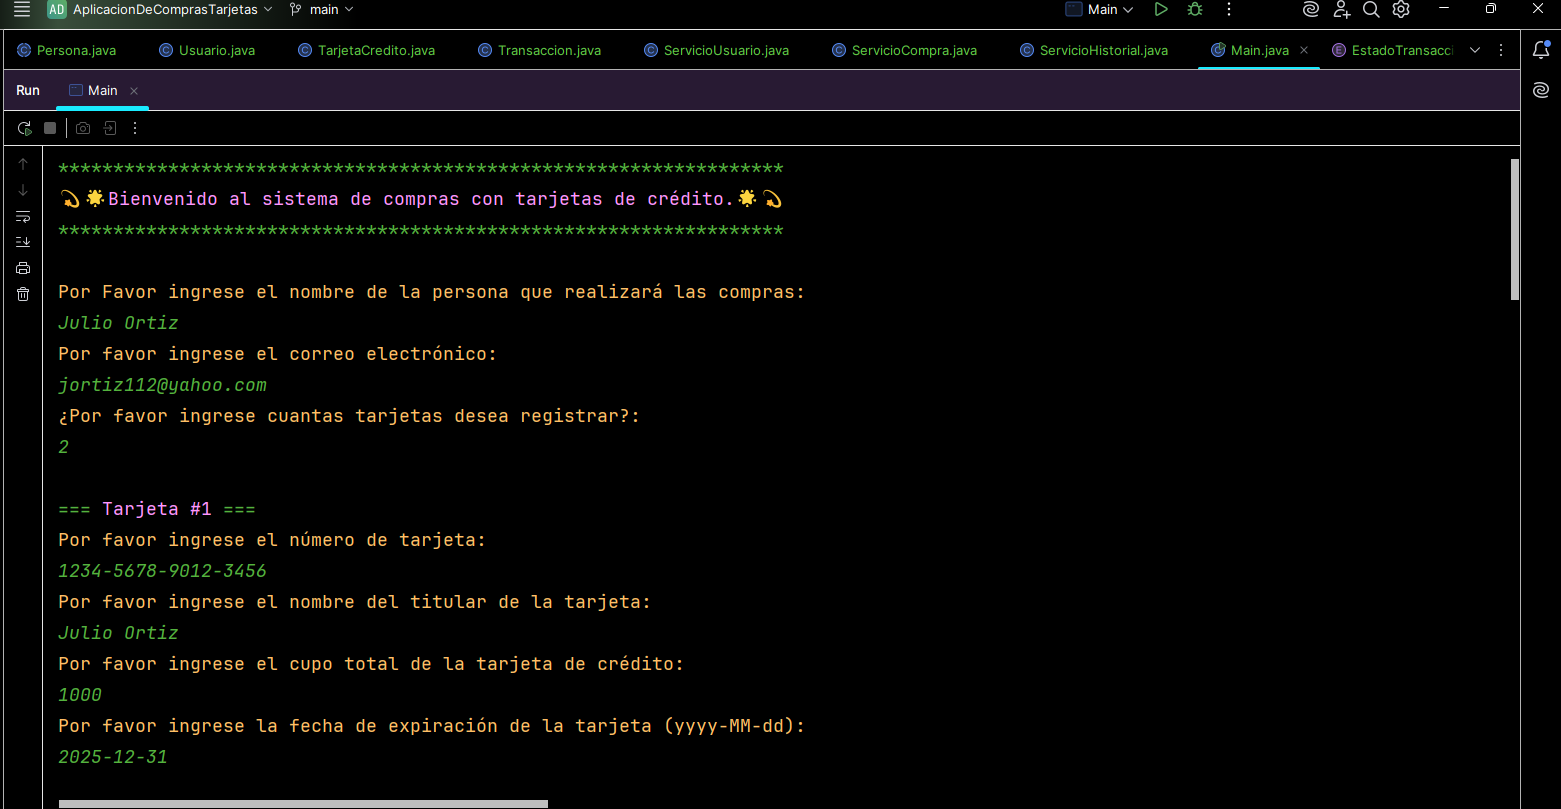 AD AplicacionDeComprasTarjetas main Main
Persona.java Usuario.java TarjetaCredito.java Transaccion.java ServicioUsuario.java ServicioCompra.java ServicioHistorial.java Main.java EstadoTransacci
Run Main
******************************************************************
💫🌟Bienvenido al sistema de compras con tarjetas de crédito.🌟💫
******************************************************************
Por Favor ingrese el nombre de la persona que realizará las compras:
Julio Ortiz
Por favor ingrese el correo electrónico:
jortiz112@yahoo.com
¿Por favor ingrese cuantas tarjetas desea registrar?:
2
=== Tarjeta #1 ===
Por favor ingrese el número de tarjeta:
1234-5678-9012-3456
Por favor ingrese el nombre del titular de la tarjeta:
Julio Ortiz
Por favor ingrese el cupo total de la tarjeta de crédito:
1000
Por favor ingrese la fecha de expiración de la tarjeta (yyyy-MM-dd):
2025-12-31